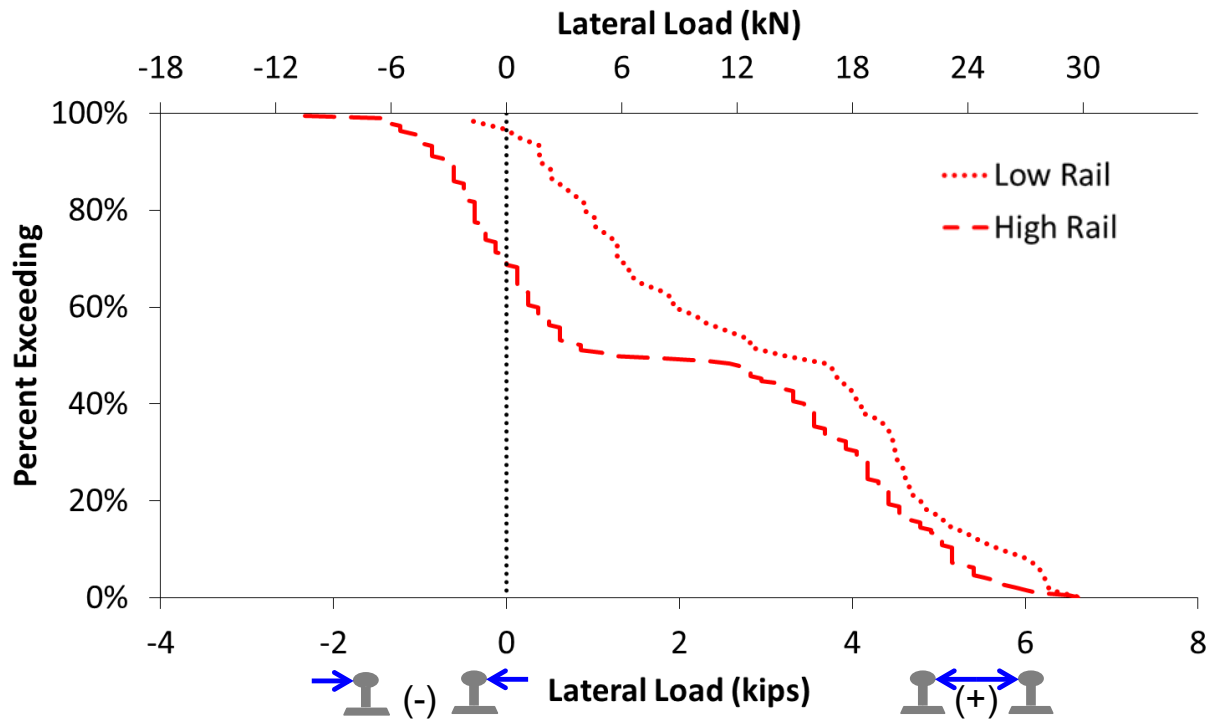 Lateral Load (kN)
-18 -12 -6 0 6 12 18 24 30
100%
80%
60%
40%
20%
0%
Percent Exceeding
Low Rail
High Rail
-4 -2 0 2 4 6 8
(-) Lateral Load (kips) (+)